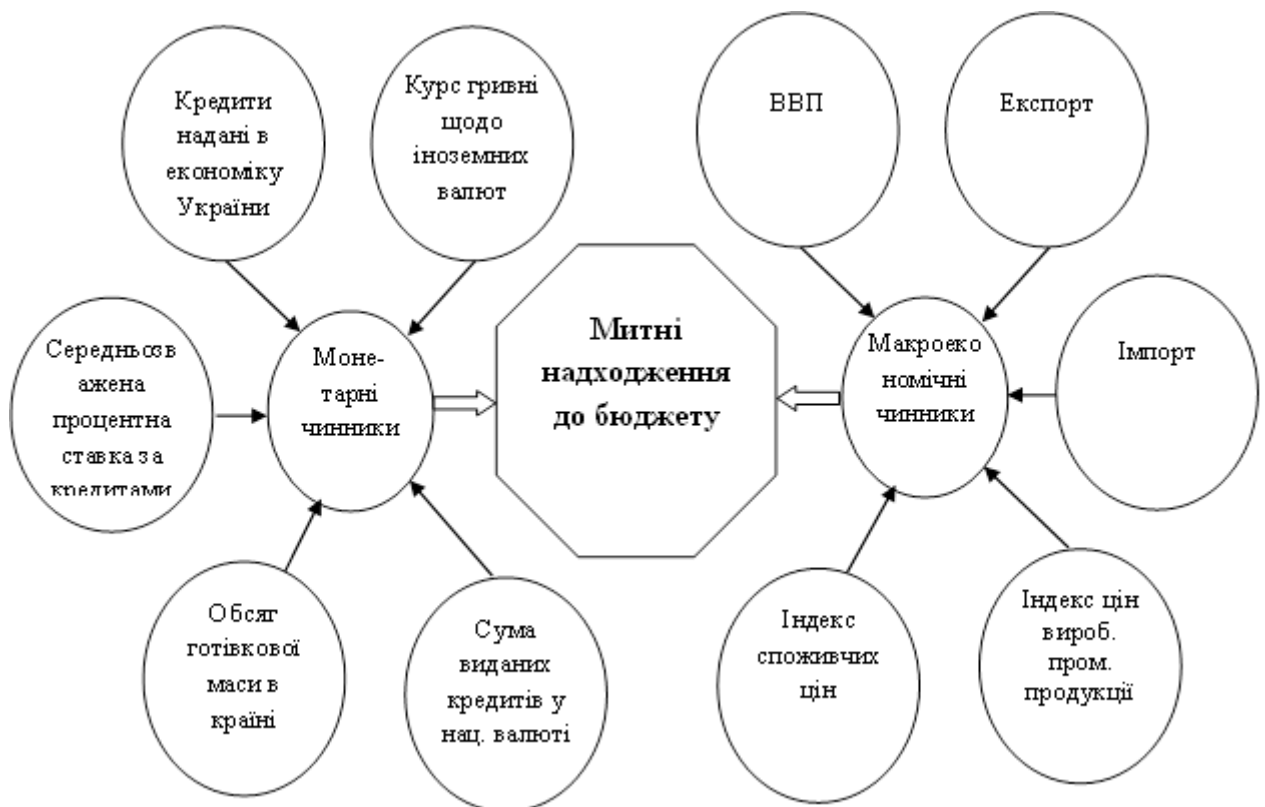 Кредити
надані в
економіку
України
Курс гривні
щодо
іноземних
валют
ВВП
Експорт
Середньозв
ажена
процентна
ставка за
кредитами
Моне-
тарні
чинники
Митні
надходження
до бюджету
Макроеко
номічні
чинники
Імпорт
Обсяг
готівкової
маси в
країні
Сума
виданих
кредитів у
нац. валюті
Індекс
споживчих
цін
Індекс цін
вироб.
пром.
продукції